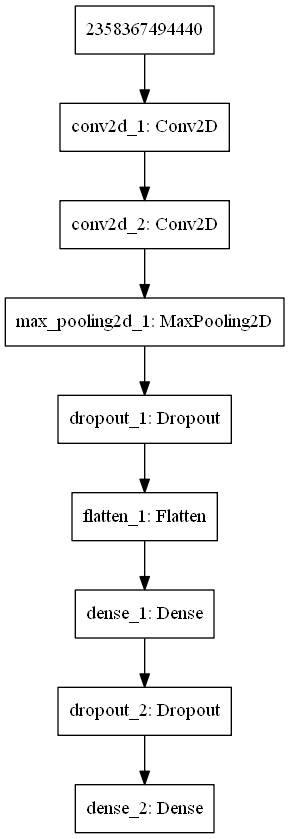 2358367494440
conv2d_1: Conv2D
conv2d_2: Conv2D
max_pooling2d_1: MaxPooling2D
dropout_1: Dropout
flatten_1: Flatten
dense_1: Dense
dropout_2: Dropout
dense_2: Dense